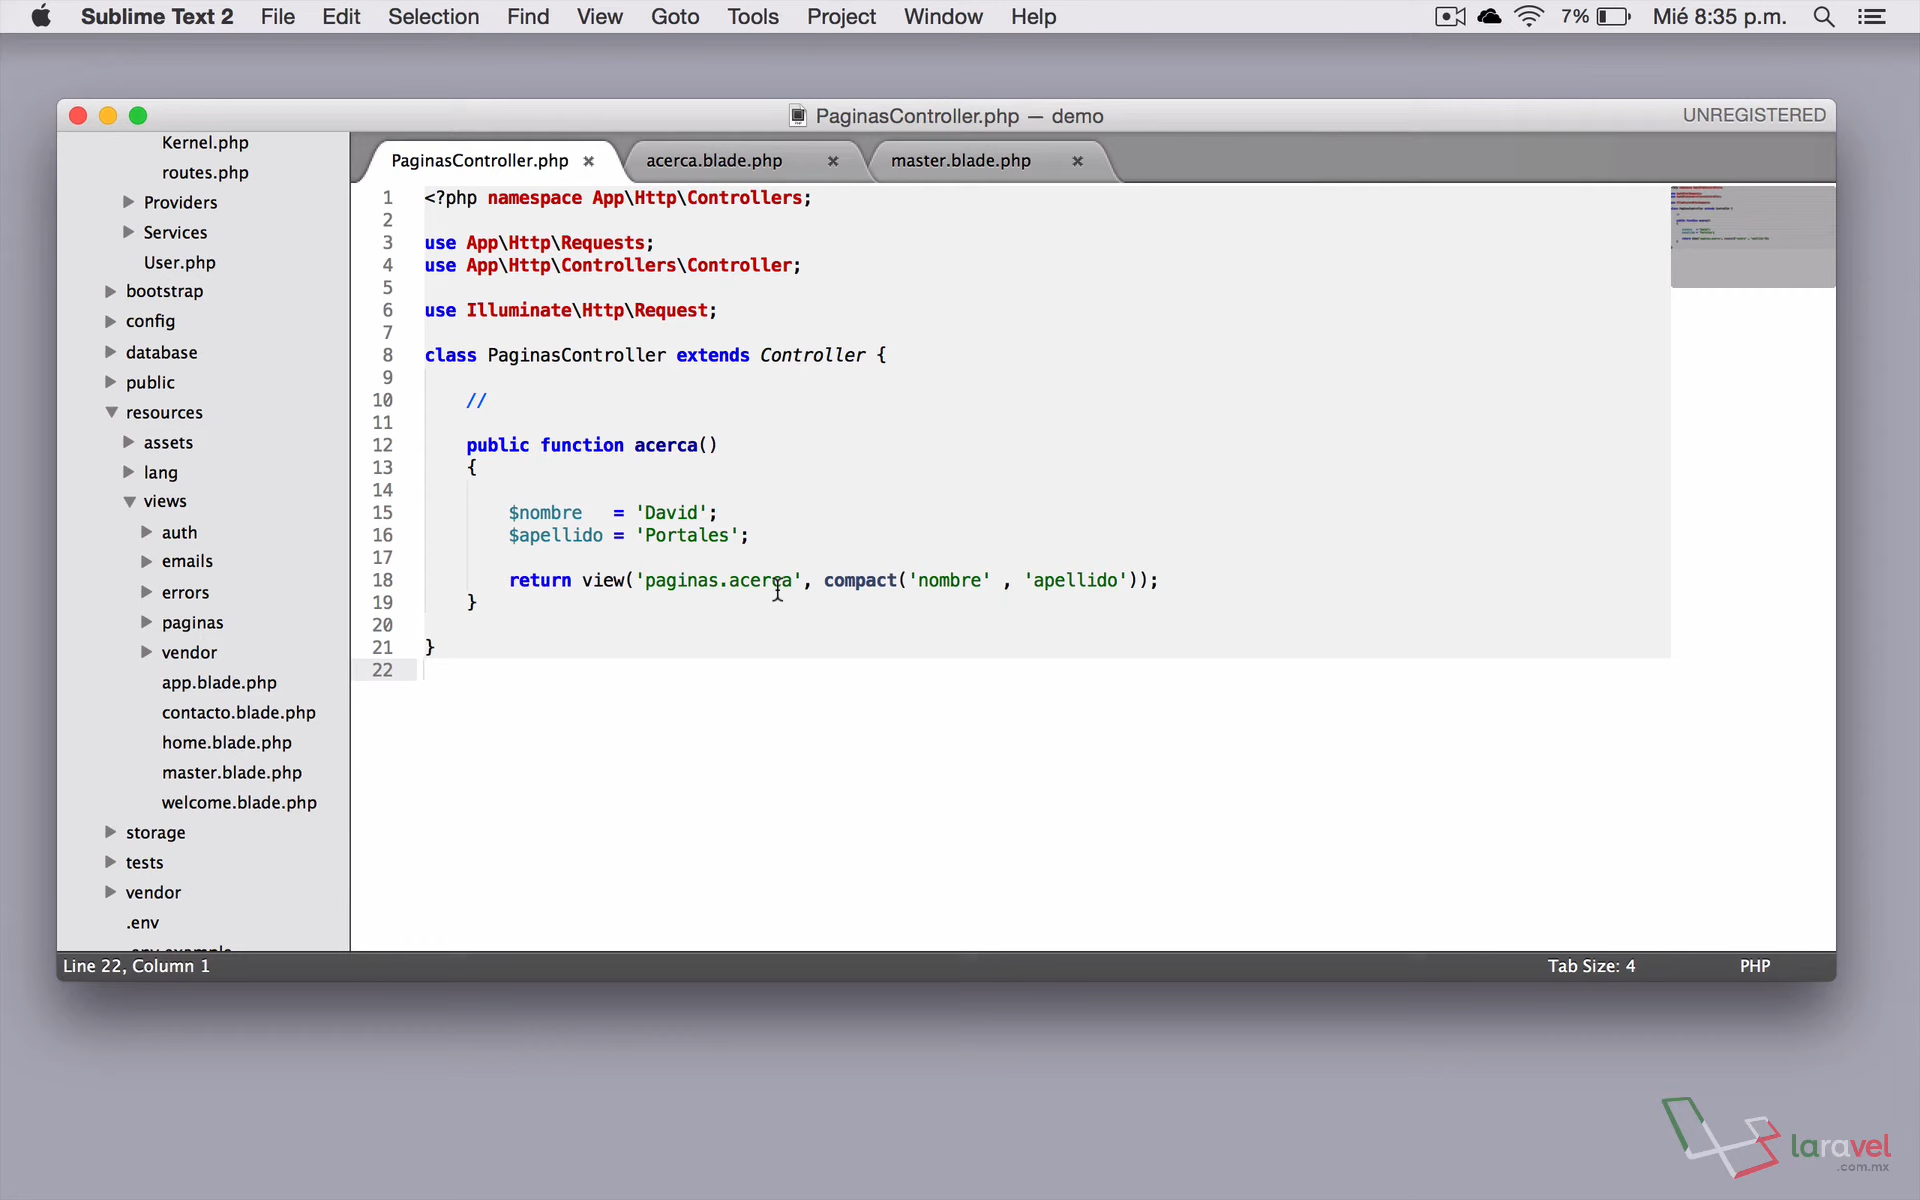 Sublime Text 2 File Edit Selection Find View Goto Tools Project Window Help 7% Mié 8:35 p.m.
PaginasController.php — demo UNREGISTERED
Kernel.php
routes.php
Providers
Services
User.php
bootstrap
config
database
public
resources
assets
lang
views
auth
emails
errors
paginas
vendor
app.blade.php
contacto.blade.php
home.blade.php
master.blade.php
welcome.blade.php
storage
tests
vendor
.env
.env.example
PaginasController.php × acerca.blade.php × master.blade.php ×
1 <?php namespace App\Http\Controllers;
2
3 use App\Http\Requests;
4 use App\Http\Controllers\Controller;
5
6 use Illuminate\Http\Request;
7
8 class PaginasController extends Controller {
9
10 //
11
12 public function acerca()
13 {
14
15 $nombre   = 'David';
16 $apellido = 'Portales';
17
18 return view('paginas.acerca', compact('nombre' , 'apellido'));
19 }
20
21 }
22
Line 22, Column 1 Tab Size: 4 PHP
laravel
.com.mx